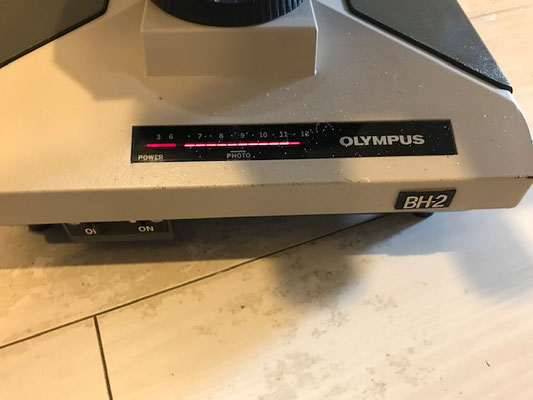 3 6 ·7··8··9··10··11··12
OLYMPUS
POWER
PHOTO
BH-2
ON